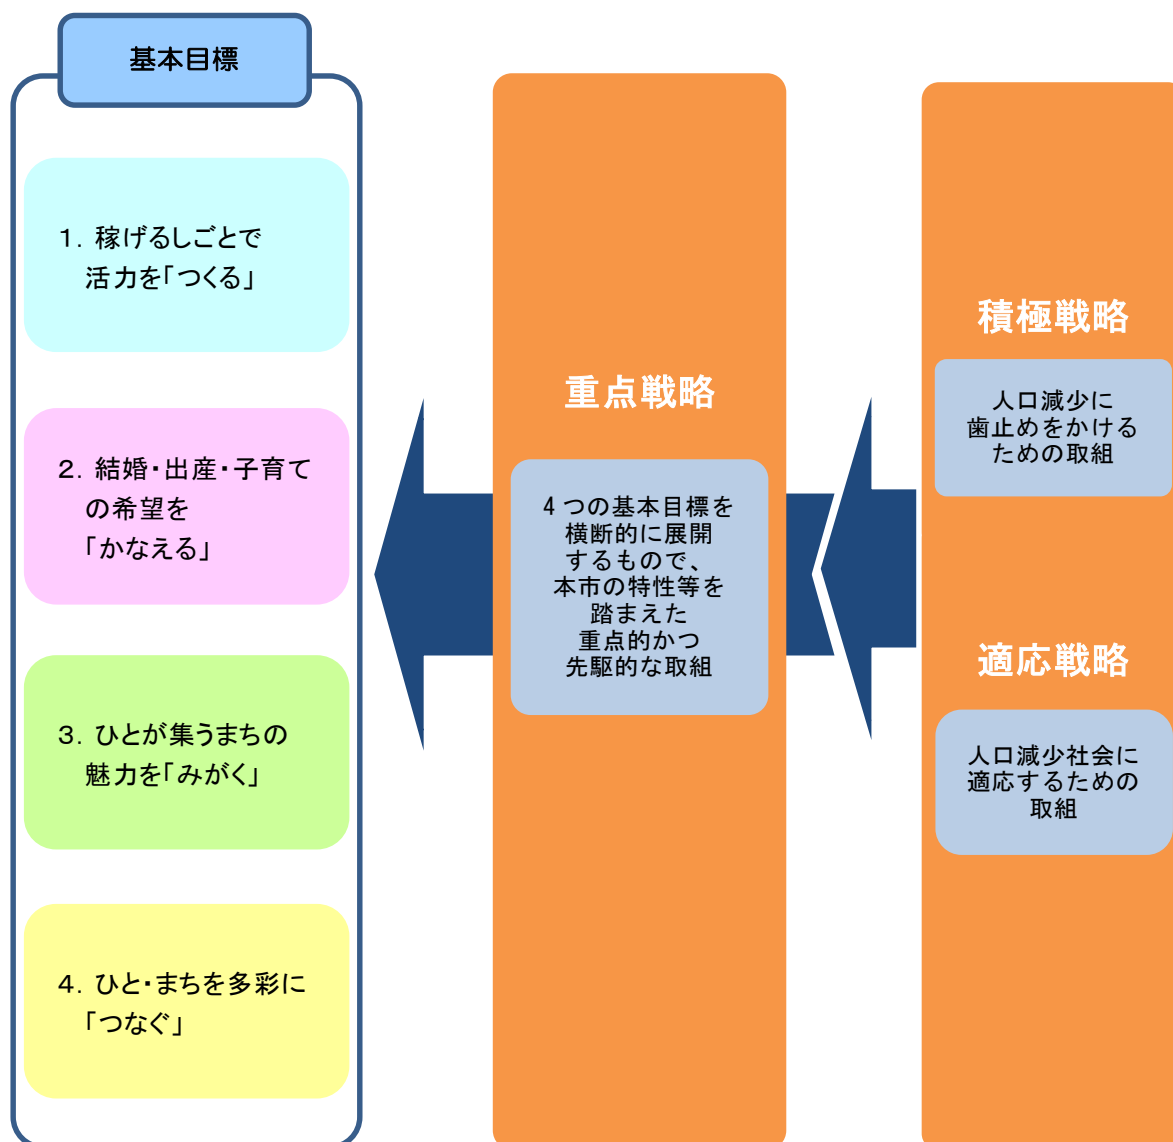 基本目標
1．稼げるしごとで
活力を「つくる」
2．結婚・出産・子育て
の希望を
「かなえる」
3．ひとが集うまちの
魅力を「みがく」
4．ひと・まちを多彩に
「つなぐ」
重点戦略
4つの基本目標を
横断的に展開
するもので、
本市の特性等を
踏まえた
重点的かつ
先駆的な取組
積極戦略
人口減少に
歯止めをかける
ための取組
適応戦略
人口減少社会に
適応するための
取組